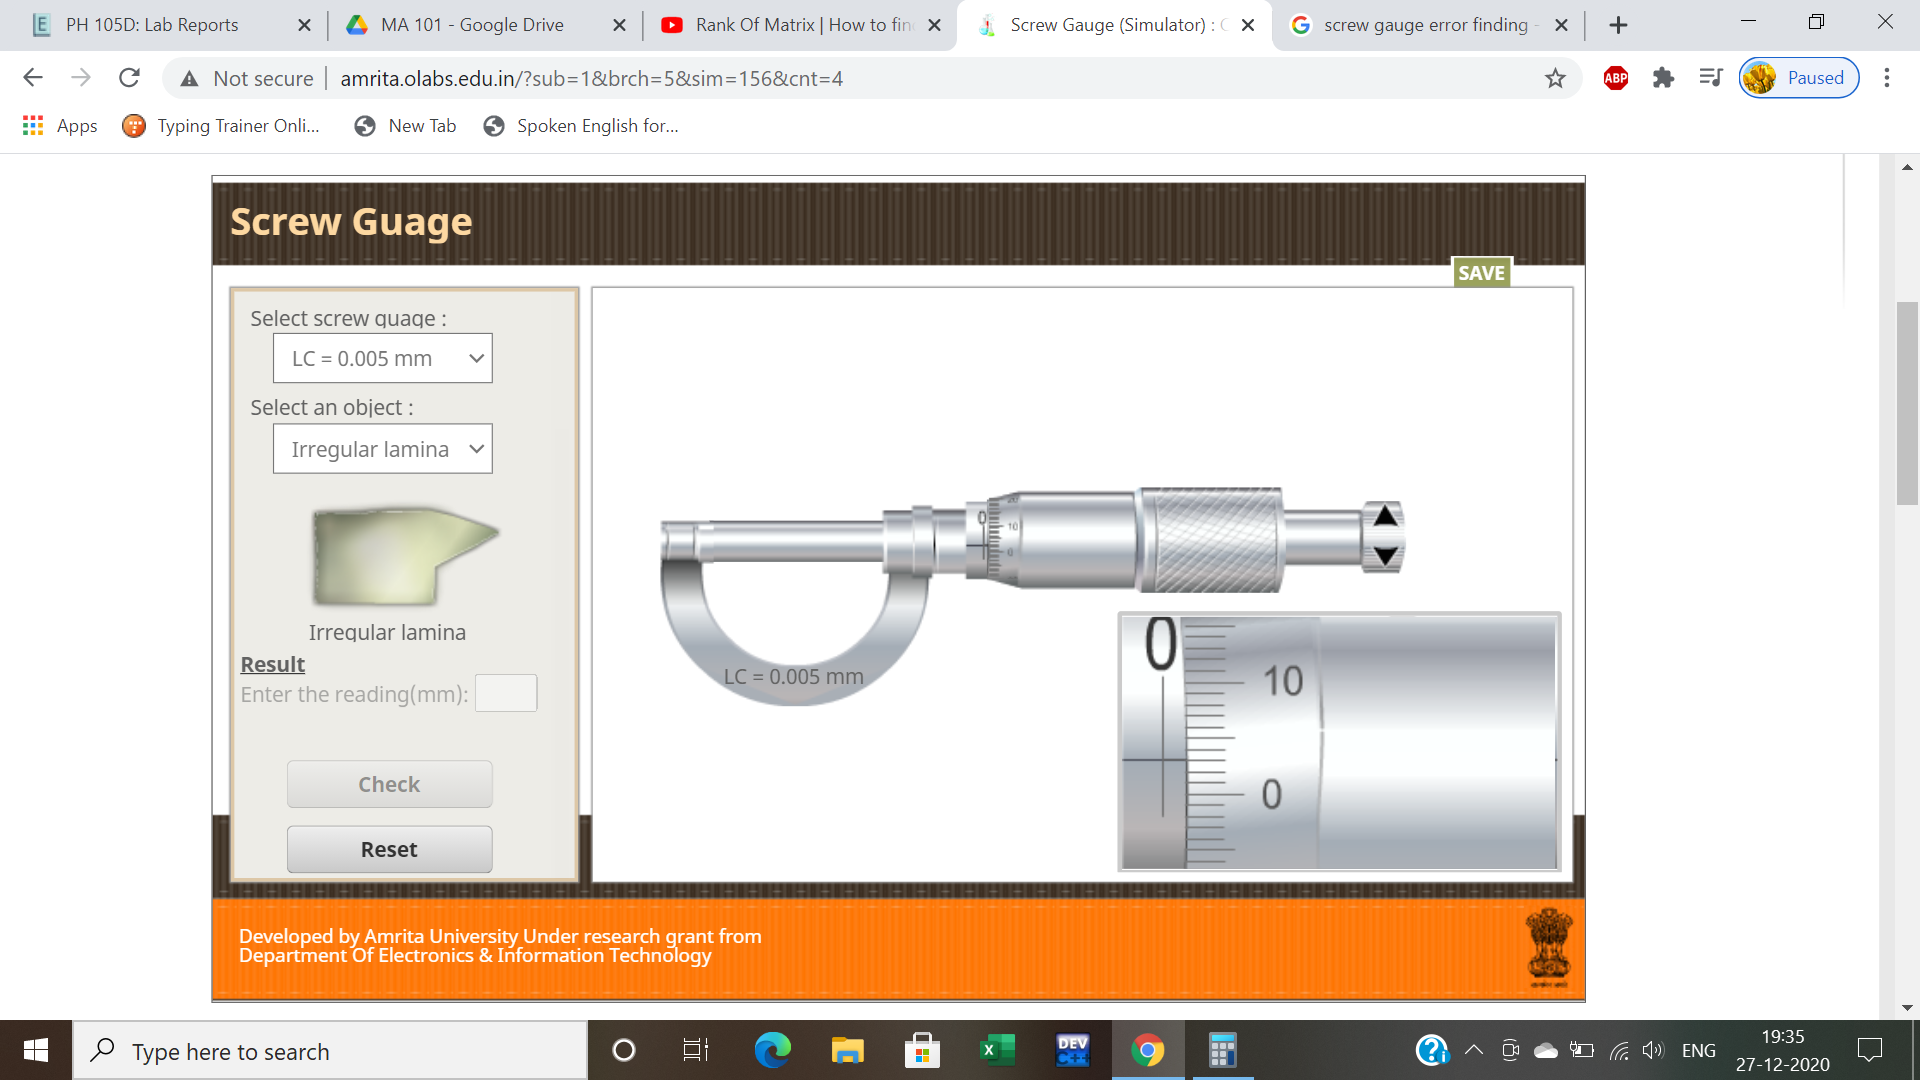 PH 105D: Lab Reports
MA 101 - Google Drive
Rank Of Matrix | How to fin
Screw Gauge (Simulator) :
screw gauge error finding -
Not secure
amrita.olabs.edu.in/?sub=1&brch=5&sim=156&cnt=4
ABP
Paused
Apps
Typing Trainer Onli...
New Tab
Spoken English for...
Screw Guage
SAVE
Select screw guage :
LC = 0.005 mm
Select an object :
Irregular lamina
Irregular lamina
Result
Enter the reading(mm):
Check
Reset
0
10
0
LC = 0.005 mm
0
10
0
Developed by Amrita University Under research grant from
Department Of Electronics & Information Technology
Type here to search
DEV
C++
ENG
19:35
27-12-2020